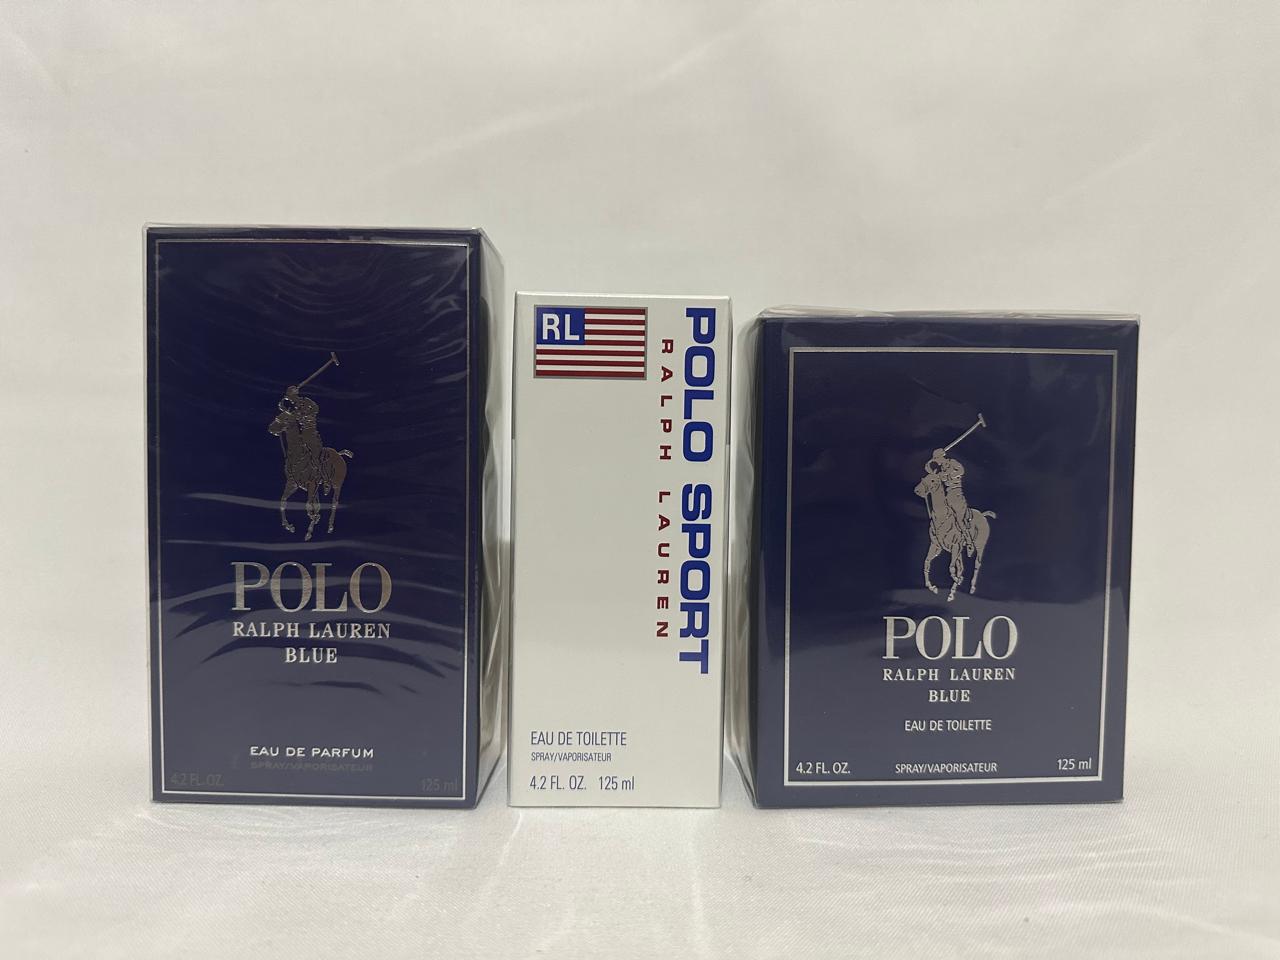 POLO
RALPH LAUREN
BLUE
EAU DE PARFUM
SPRAY/VAPORISATEUR
4.2 FL. OZ. 125 ml
RL
POLO SPORT
RALPH LAUREN
EAU DE TOILETTE
SPRAY/VAPORISATEUR
4.2 FL. OZ. 125 ml
POLO
RALPH LAUREN
BLUE
EAU DE TOILETTE
4.2 FL. OZ. SPRAY/VAPORISATEUR 125 ml